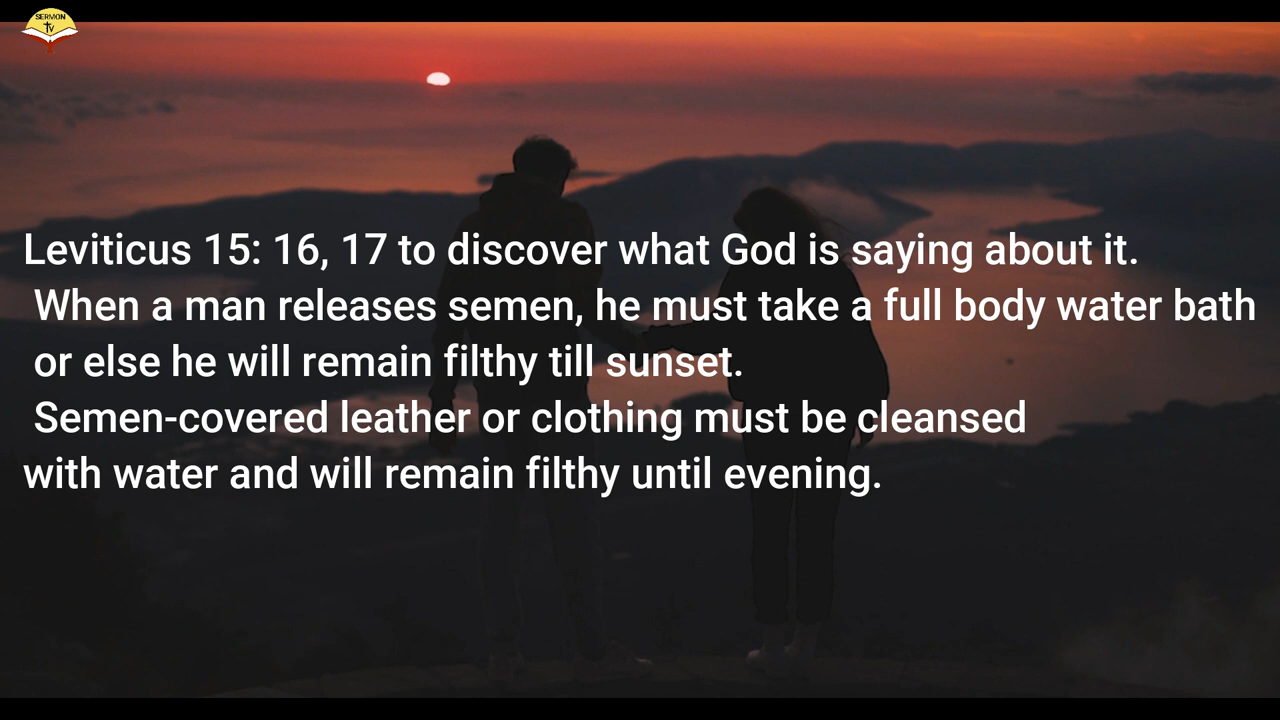 SERMON
TV
Leviticus 15: 16, 17 to discover what God is saying about it.
When a man releases semen, he must take a full body water bath
or else he will remain filthy till sunset.
Semen-covered leather or clothing must be cleansed
with water and will remain filthy until evening.